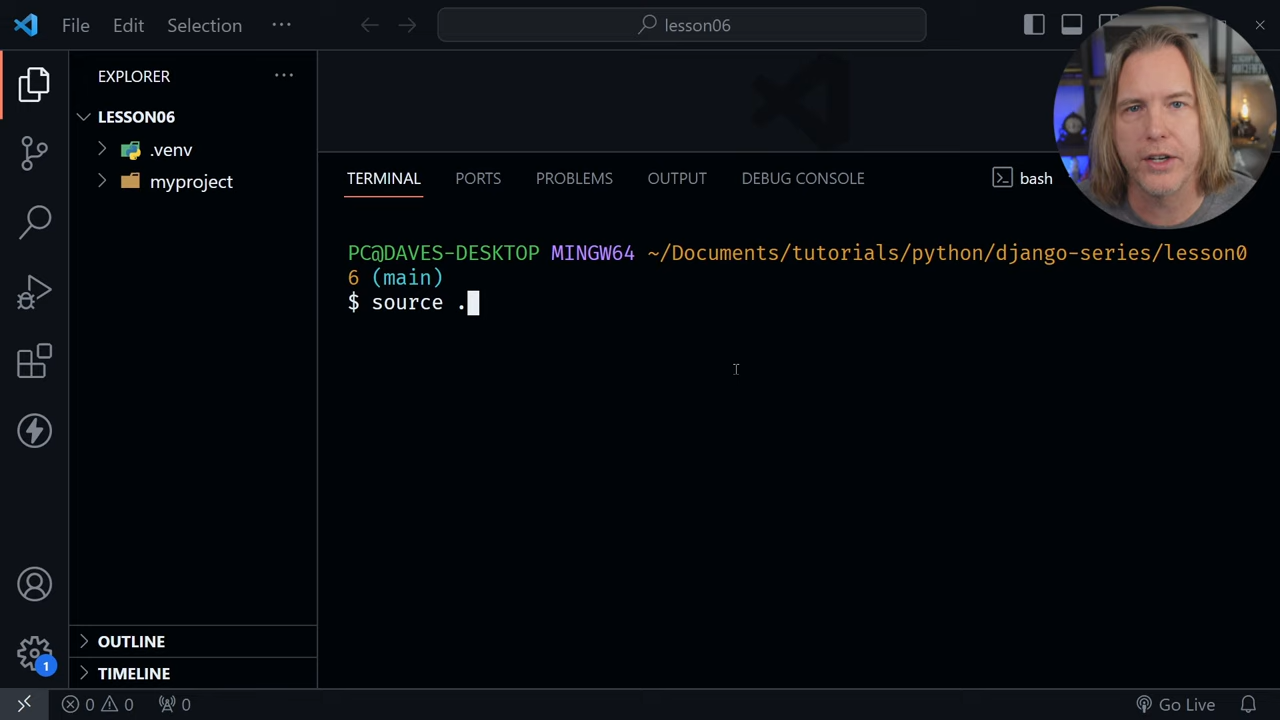 File Edit Selection ···
lesson06
EXPLORER ···
LESSON06
.venv
myproject
TERMINAL PORTS PROBLEMS OUTPUT DEBUG CONSOLE
bash
PC@DAVES-DESKTOP MINGW64 ~/Documents/tutorials/python/django-series/lesson0
6 (main)
$ source .
OUTLINE
1
TIMELINE
0 0 0
Go Live